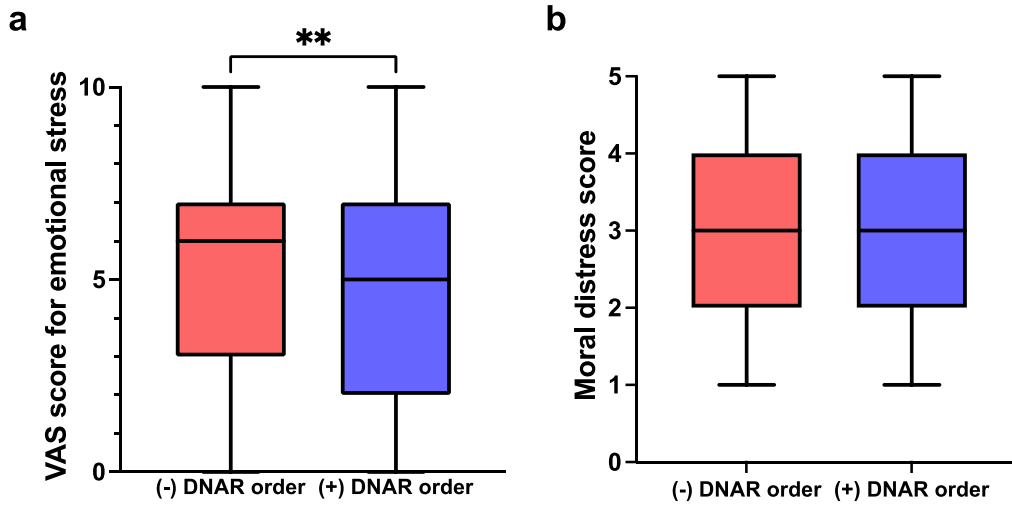 a
**
VAS score for emotional stress
10
5
0
(-) DNAR order (+) DNAR order
b
Moral distress score
5
4
3
2
1
0
(-) DNAR order (+) DNAR order